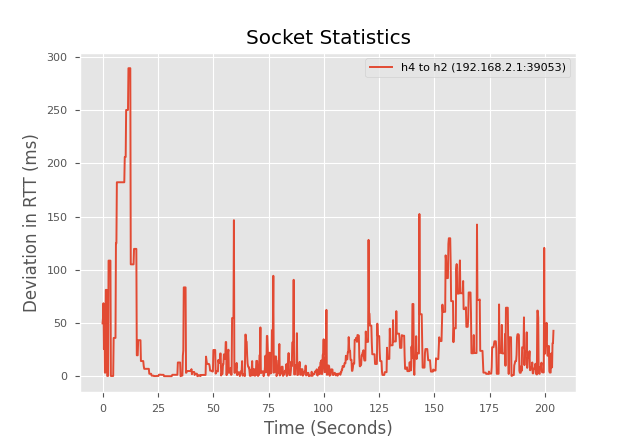 Socket Statistics
h4 to h2 (192.168.2.1:39053)
Deviation in RTT (ms)
300
250
200
150
100
50
0
0 25 50 75 100 125 150 175 200
Time (Seconds)